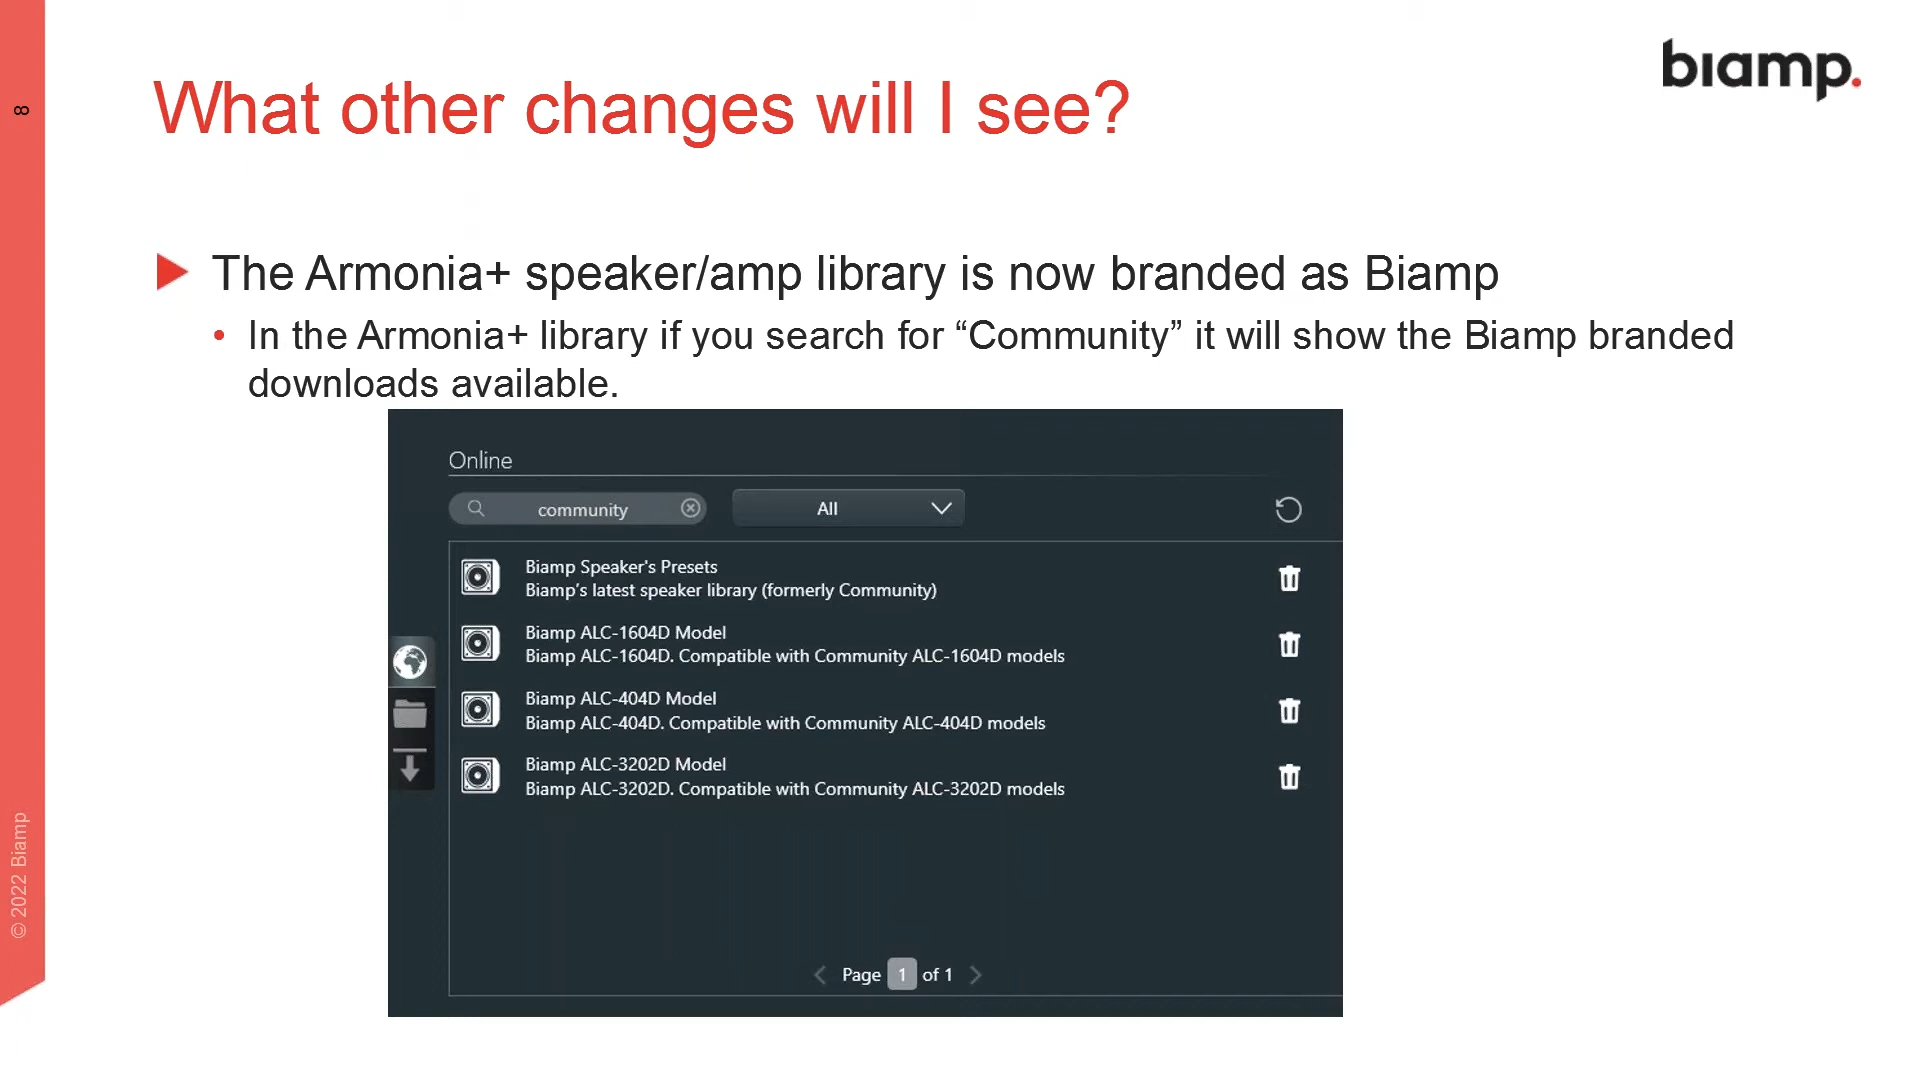 biamp.
8
What other changes will I see?
The Armonia+ speaker/amp library is now branded as Biamp
• In the Armonia+ library if you search for “Community” it will show the Biamp branded
downloads available.
Online
community
All
Biamp Speaker's Presets
Biamp's latest speaker library (formerly Community)
Biamp ALC-1604D Model
Biamp ALC-1604D. Compatible with Community ALC-1604D models
Biamp ALC-404D Model
Biamp ALC-404D. Compatible with Community ALC-404D models
Biamp ALC-3202D Model
Biamp ALC-3202D. Compatible with Community ALC-3202D models
Page 1 of 1
© 2022 Biamp